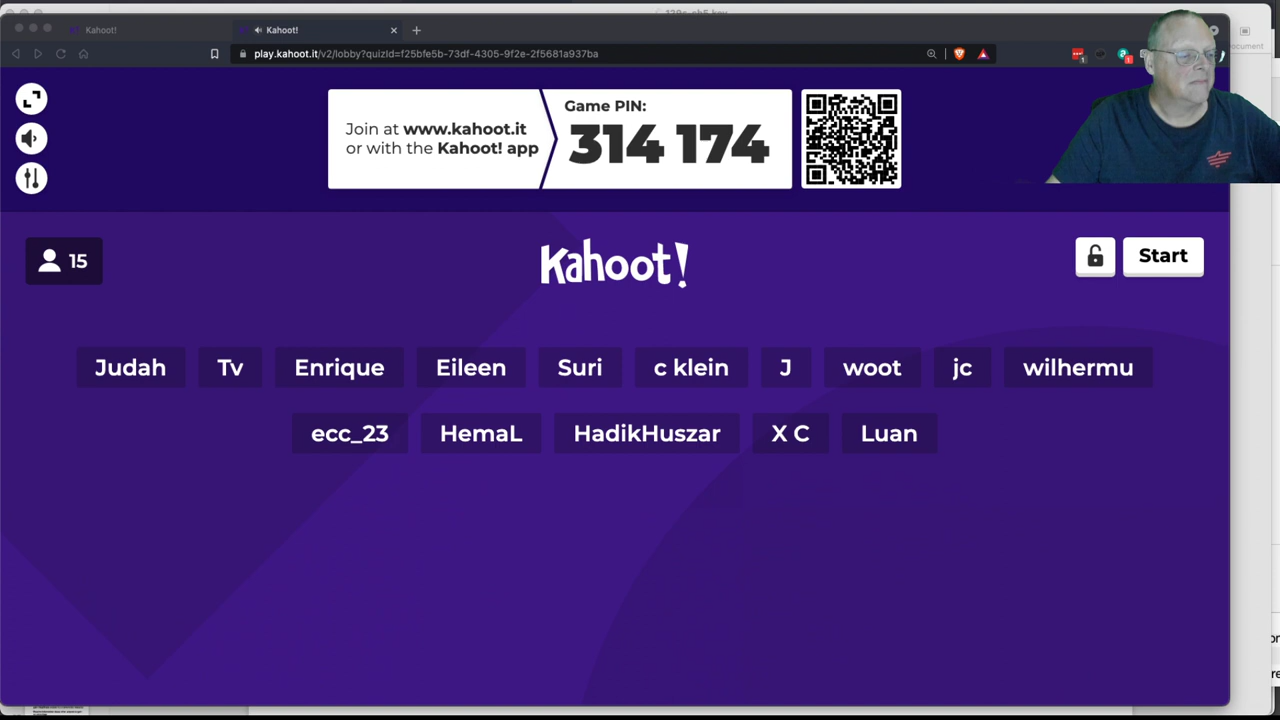 Kahoot!
Kahoot!
play.kahoot.it/v2/lobby?quizId=f25bfe5b-73df-4305-9f2e-2f5681a937ba
Join at www.kahoot.it
or with the Kahoot! app
Game PIN:
314 174
15
Kahoot!
Start
Judah Tv Enrique Eileen Suri c klein J woot jc wilhermu
ecc_23 HemaL HadikHuszar X C Luan